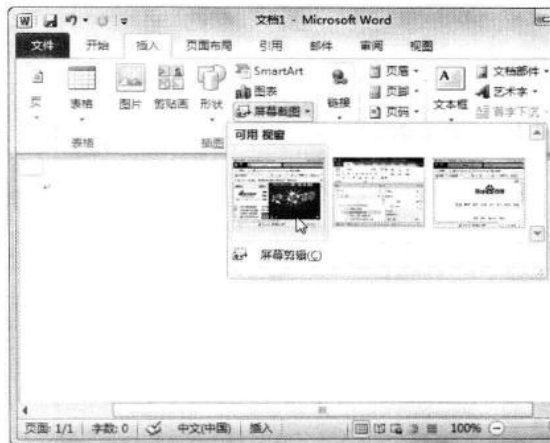 文档1 - Microsoft Word
文件 开始 插入 页面布局 引用 邮件 审阅 视图
页 表格 图片 剪贴画 形状 SmartArt 图表 屏幕截图 链接 页眉 页脚 页码 文本框 文档部件 艺术字 首字下沉
表格 插图
可用 视窗
屏幕剪辑(C)
页面: 1/1 字数: 0 中文(中国) 插入 100%